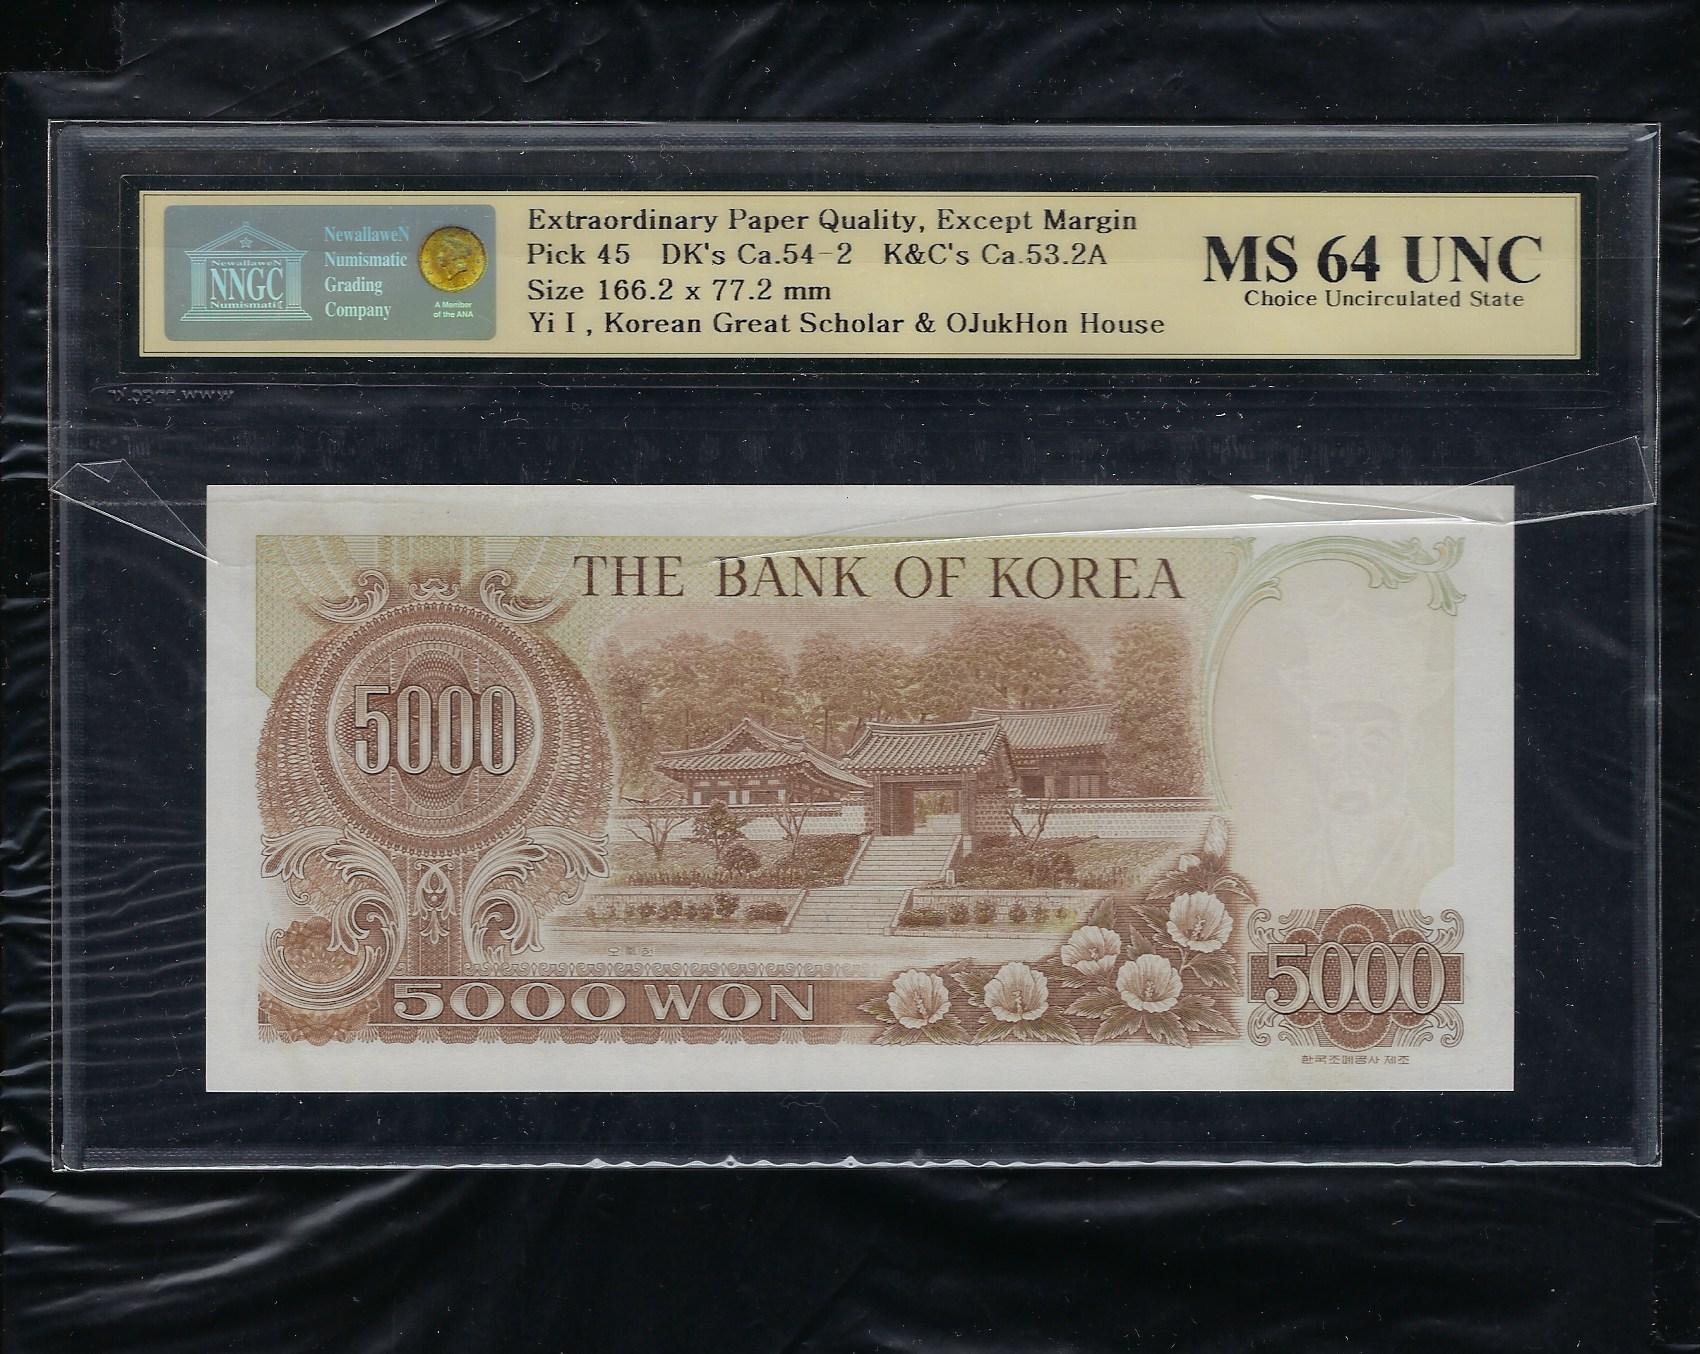 NewallaweN
Numismatic
Grading
Company
NewallaweN
NNGC
Numismatic
A Member
of the ANA
Extraordinary Paper Quality, Except Margin
Pick 45 DK's Ca.54-2 K&C's Ca.53.2A
Size 166.2 x 77.2 mm
Yi I , Korean Great Scholar & OJukHon House
MS 64 UNC
Choice Uncirculated State
THE BANK OF KOREA
5000
오죽헌
5000 WON
5000
한국조폐공사 제조